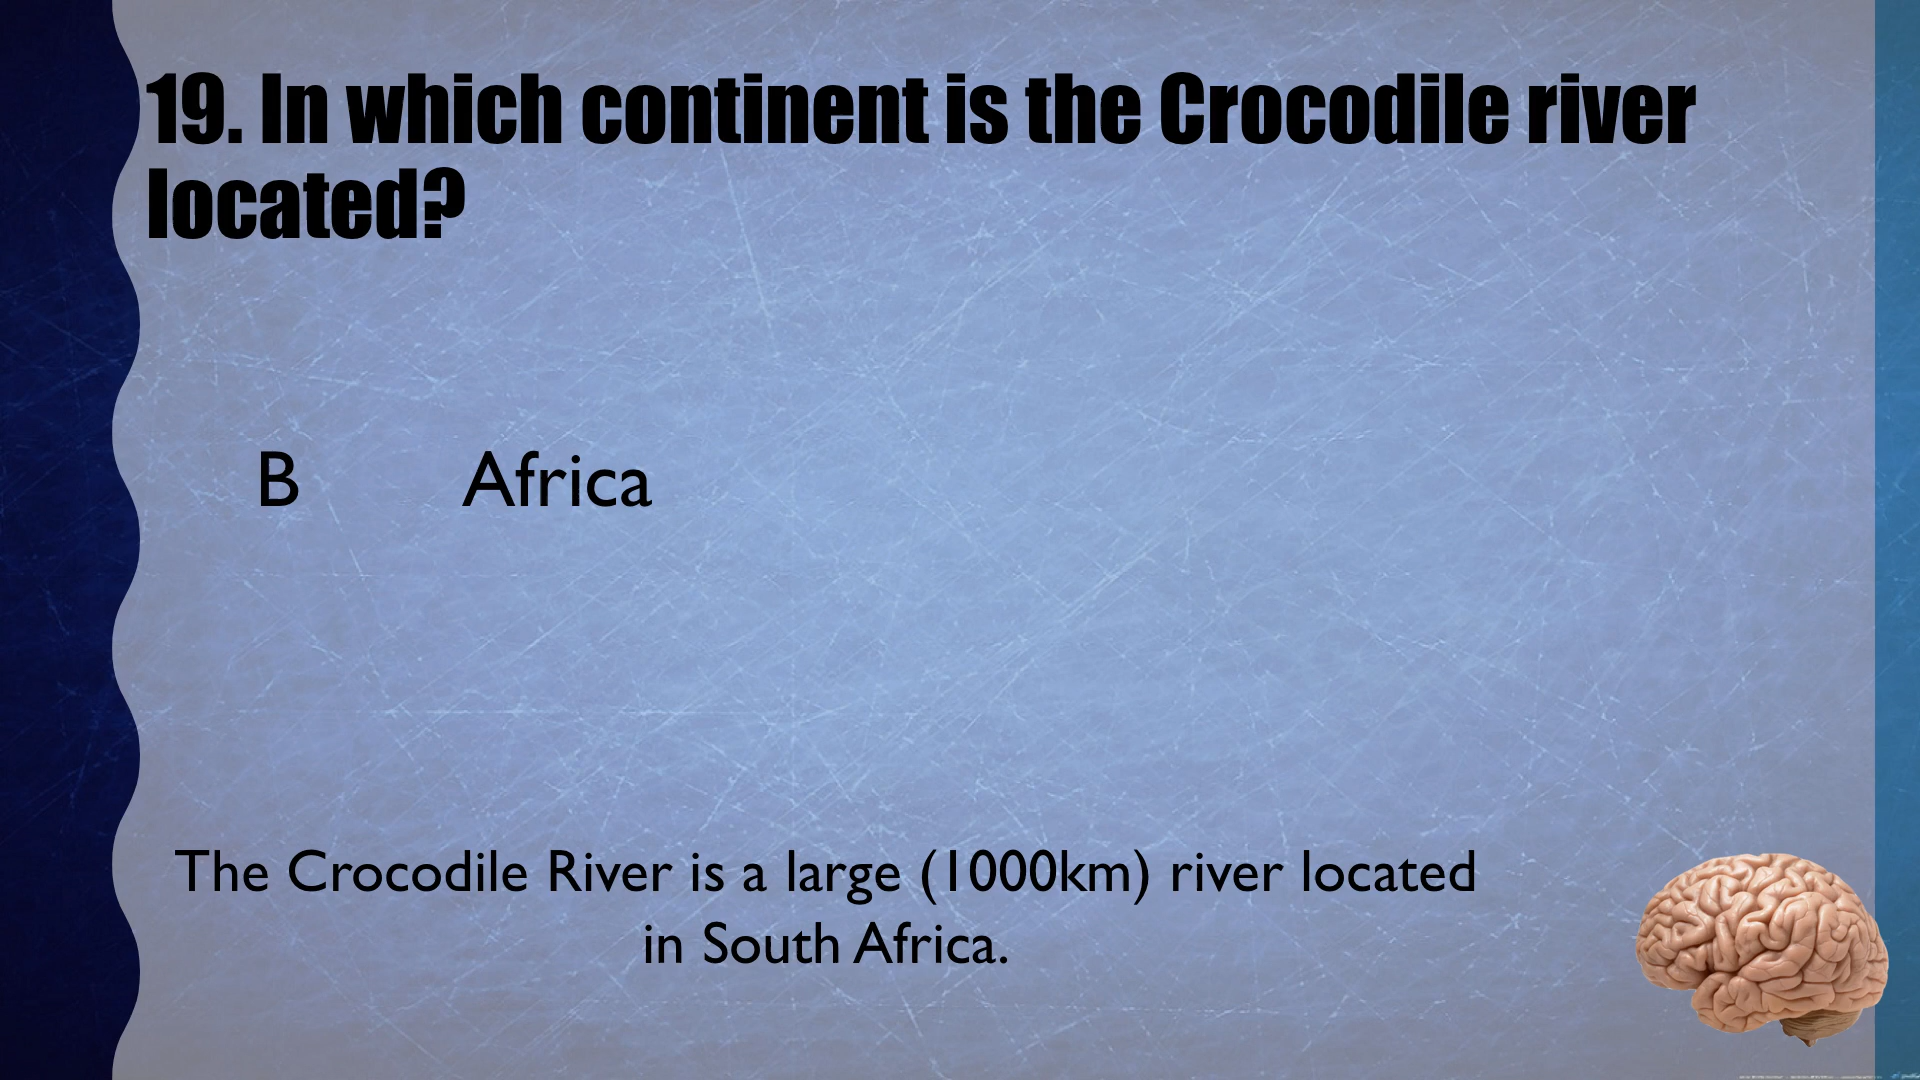 19. In which continent is the Crocodile river
located?
B Africa
The Crocodile River is a large (1000km) river located
in South Africa.